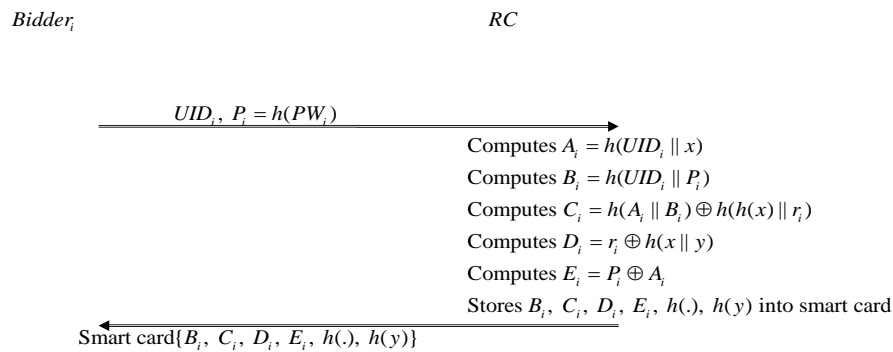 Bidder_i RC
UID_i, P_i = h(PW_i)
Computes A_i = h(UID_i || x)
Computes B_i = h(UID_i || P_i)
Computes C_i = h(A_i || B_i) ⊕ h(h(x) || r_i)
Computes D_i = r_i ⊕ h(x || y)
Computes E_i = P_i ⊕ A_i
Stores B_i, C_i, D_i, E_i, h(.), h(y) into smart card
Smart card{B_i, C_i, D_i, E_i, h(.), h(y)}